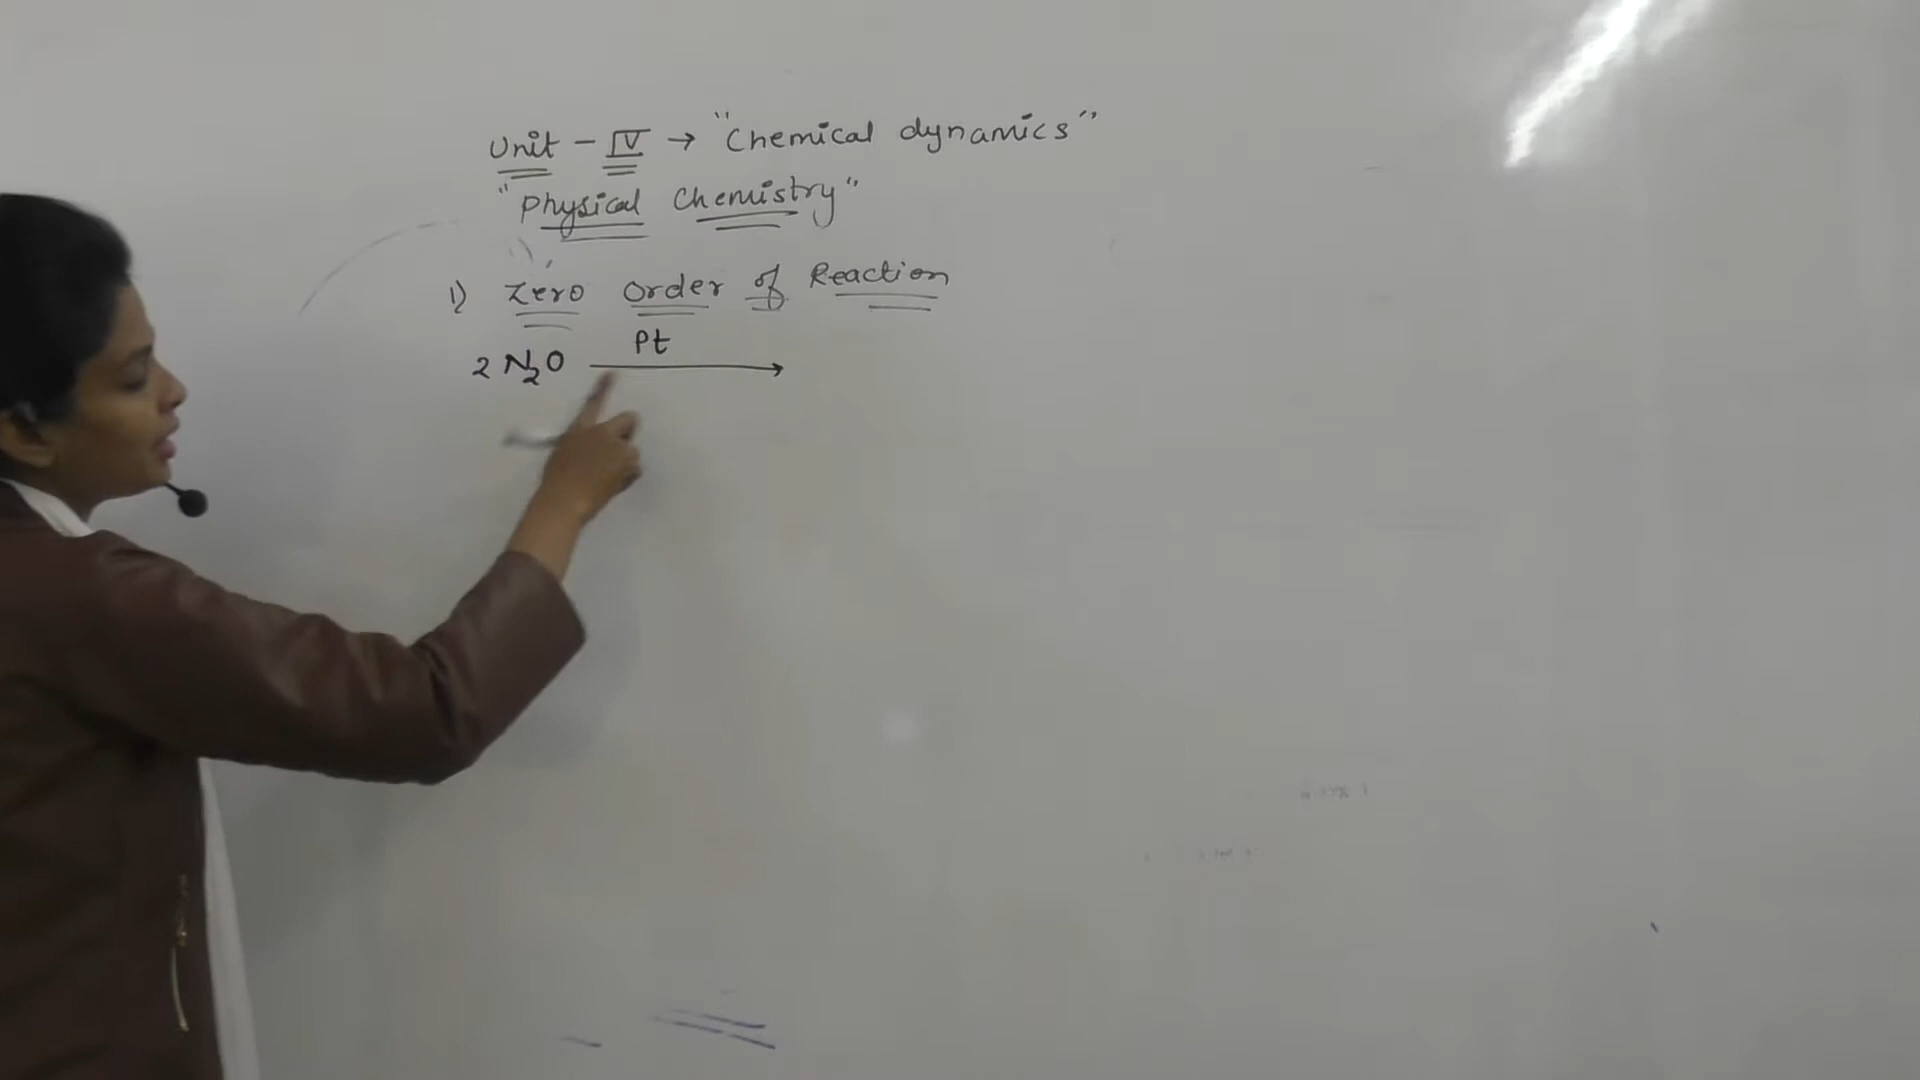 Unit - IV → "Chemical dynamics"
"Physical Chemistry"
1) Zero Order of Reaction
Pt
2 N₂O ⟶